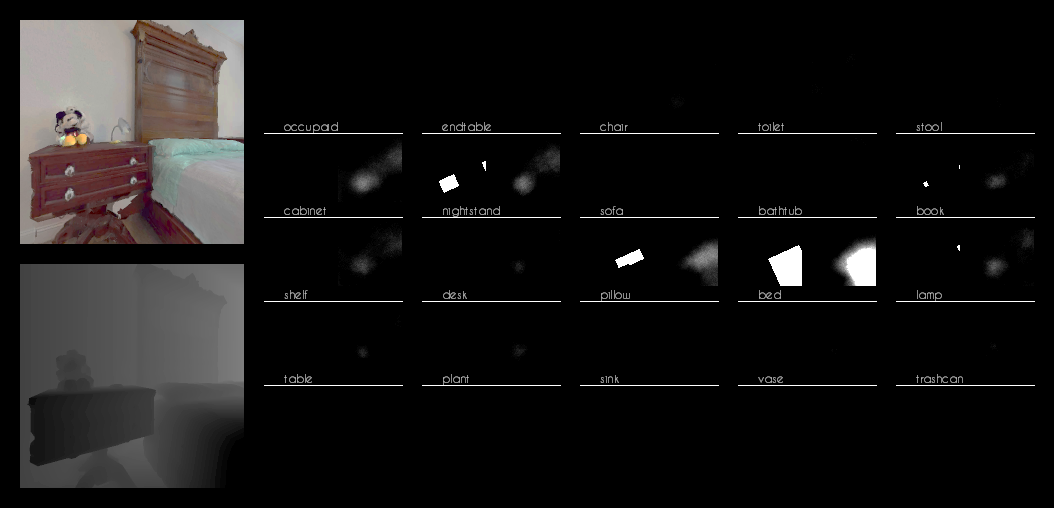 occupaid endtable chair toilet stool
cabinet nightstand sofa bathtub book
shelf desk pillow bed lamp
table plant sink vase trashcan